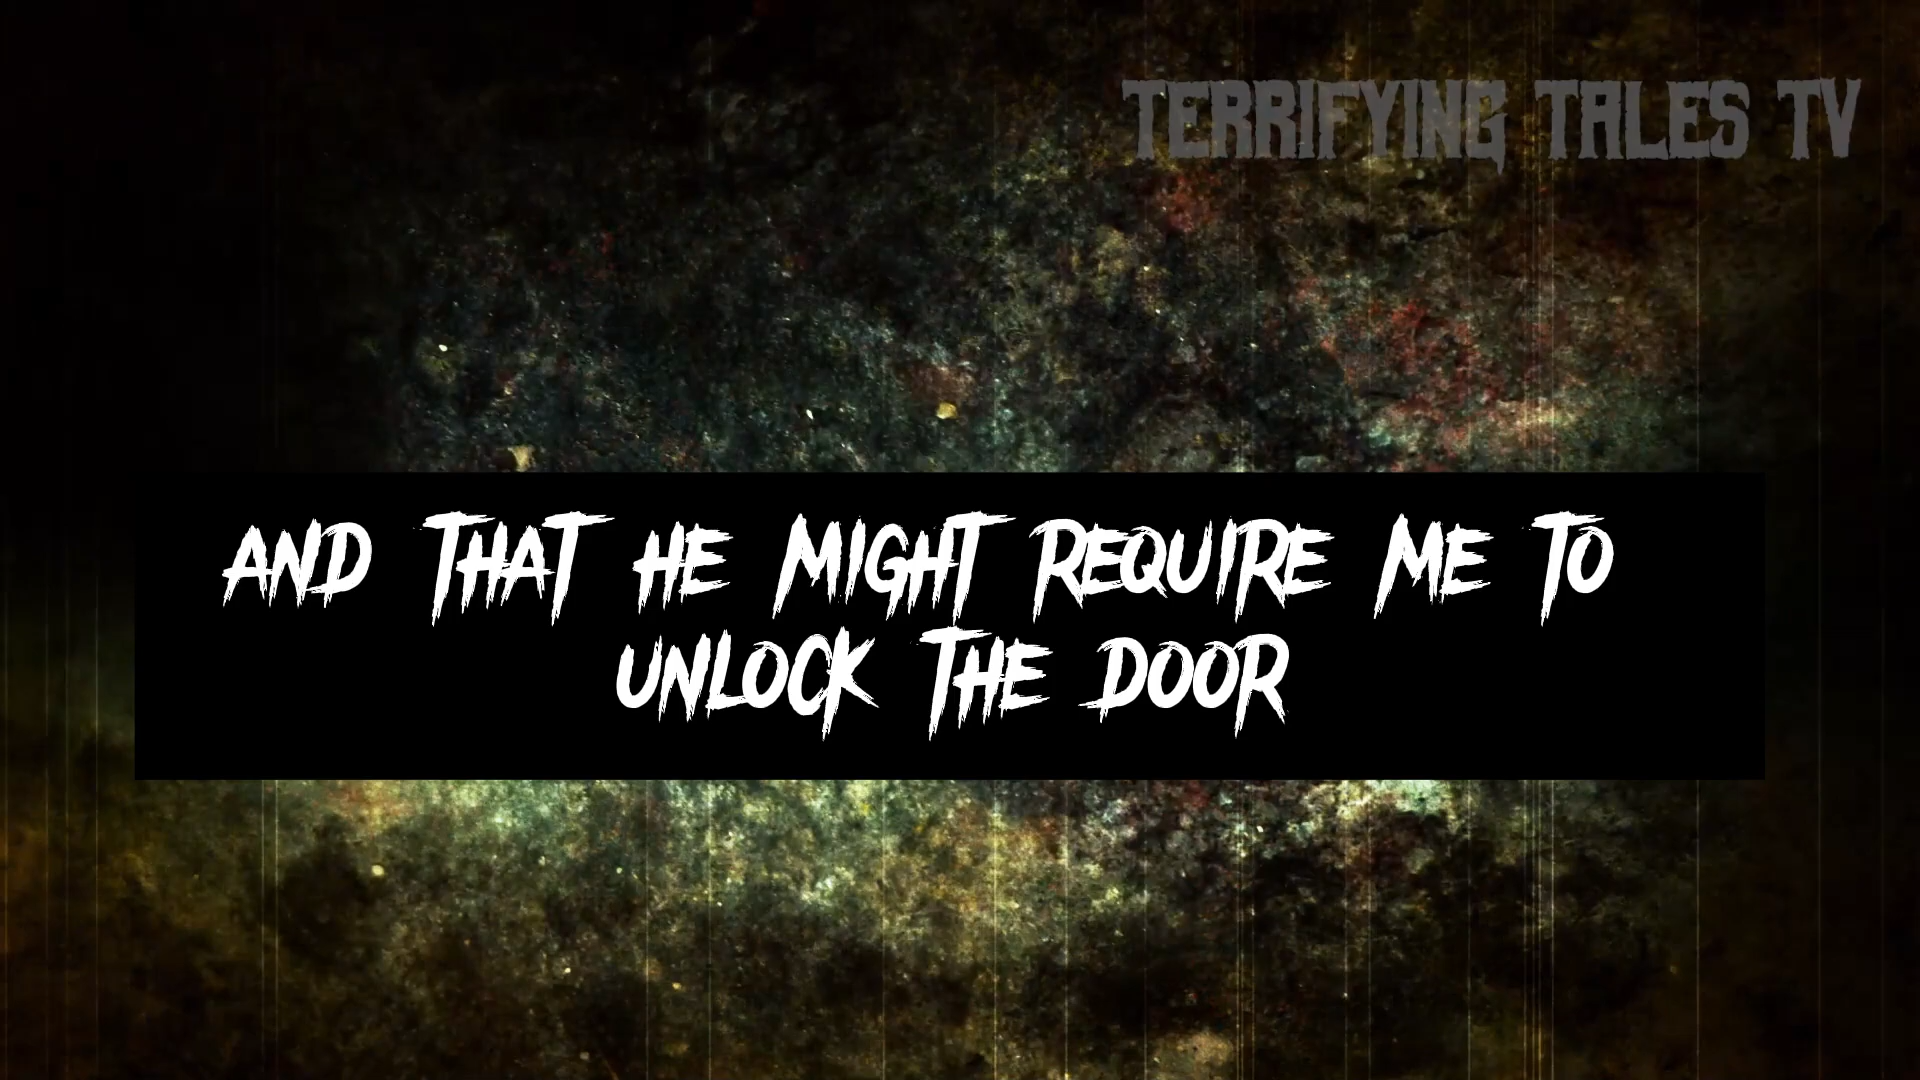 TERRIFYING TALES TV
AND THAT HE MIGHT REQUIRE ME TO
UNLOCK THE DOOR